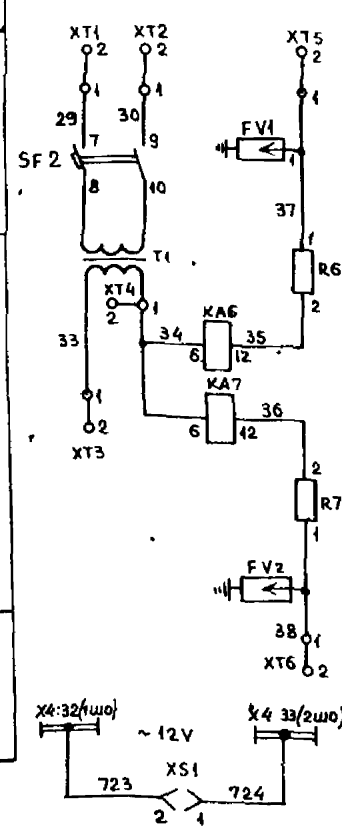 XT1 XT2 XT5
2 2 2
1 1 1
29 30
FV1
7 9 1
SF2
8 10
37
1
T1 R6
XT4
2 1 2
KA6
33 34 35
6 12
KA7
1 36
6 12
2
XT3
2
R7
1
FV2
38 1
XT6 2
X4:32(1ШО) X4 33(2ШО)
~12V
XS1
723 724
2 1